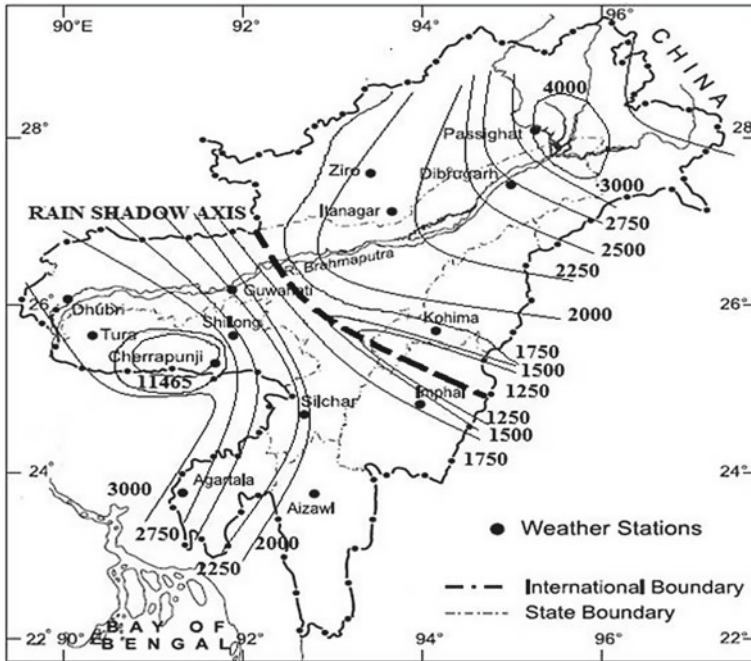 90 °E
92
94
96°
CHINA
4000
28°
Passighat
28°
Ziro
Dibrugarh
3000
Itanagar
2750
RAIN SHADOW AXIS
2500
R. Brahmaputra
2250
26°
Dhubri
Guwahati
26°
2000
Tura
Shillong
Kohima
Cherrapunji
1750
1500
11465
1250
Imphal
1250
Silchar
1500
1750
24°
24°
3000
Agartala
Aizawl
2750
2000
2250
Weather Stations
International Boundary
State Boundary
BAY OF
BENGAL
22°
90
92
94
96
22°